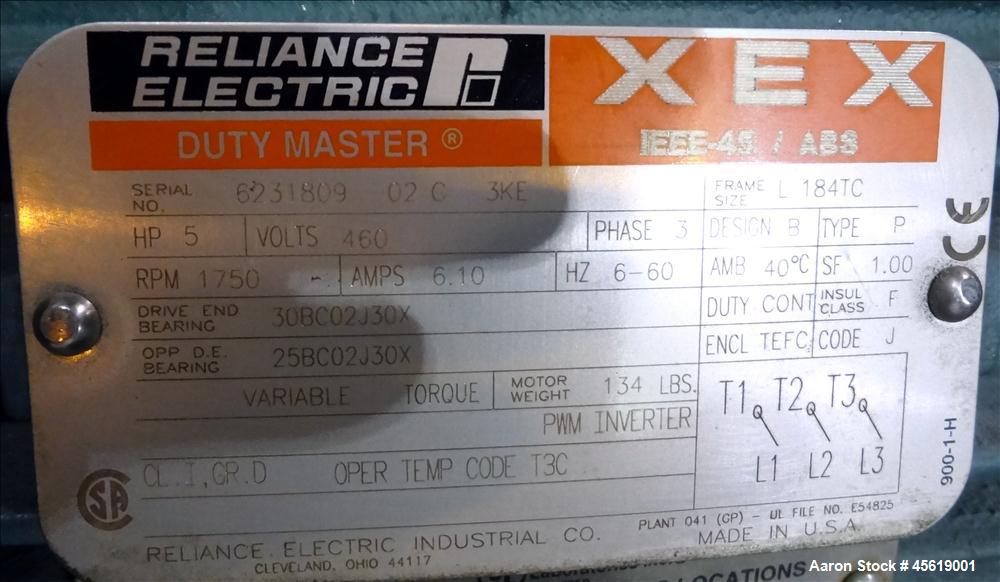 RELIANCE ELECTRIC
DUTY MASTER ®
XEX
IEEE-45 / ABS
SERIAL NO. 6231809 02 G 3KE
FRAME SIZE L 184TC
HP 5 VOLTS 460 PHASE 3 DESIGN B TYPE P
RPM 1750 AMPS 6.10 HZ 6-60 AMB 40°C SF 1.00
DRIVE END BEARING 30BC02J30X DUTY CONT INSUL CLASS F
OPP D.E. BEARING 25BC02J30X ENCL TEFC CODE J
VARIABLE TORQUE MOTOR WEIGHT 134 LBS.
PWM INVERTER
T1 T2 T3
L1 L2 L3
CL.I,GR.D OPER TEMP CODE T3C
CE
900-1-H
SA
RELIANCE ELECTRIC INDUSTRIAL CO.
CLEVELAND, OHIO 44117
PLANT 041 (GP) - UL FILE NO. E54825
MADE IN U.S.A.
LOCATIONS
Aaron Stock # 45619001